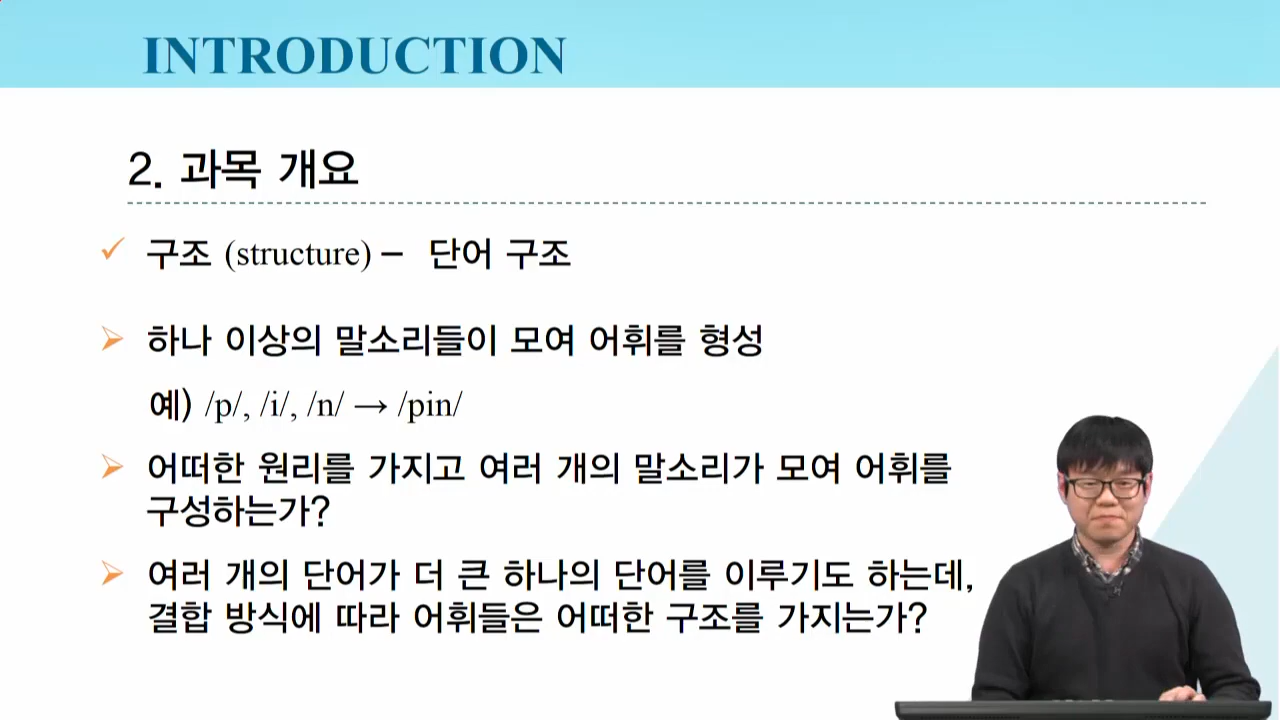 INTRODUCTION
2. 과목 개요
✓ 구조 (structure) – 단어 구조
➢ 하나 이상의 말소리들이 모여 어휘를 형성
예) /p/, /i/, /n/ → /pin/
➢ 어떠한 원리를 가지고 여러 개의 말소리가 모여 어휘를
구성하는가?
➢ 여러 개의 단어가 더 큰 하나의 단어를 이루기도 하는데,
결합 방식에 따라 어휘들은 어떠한 구조를 가지는가?